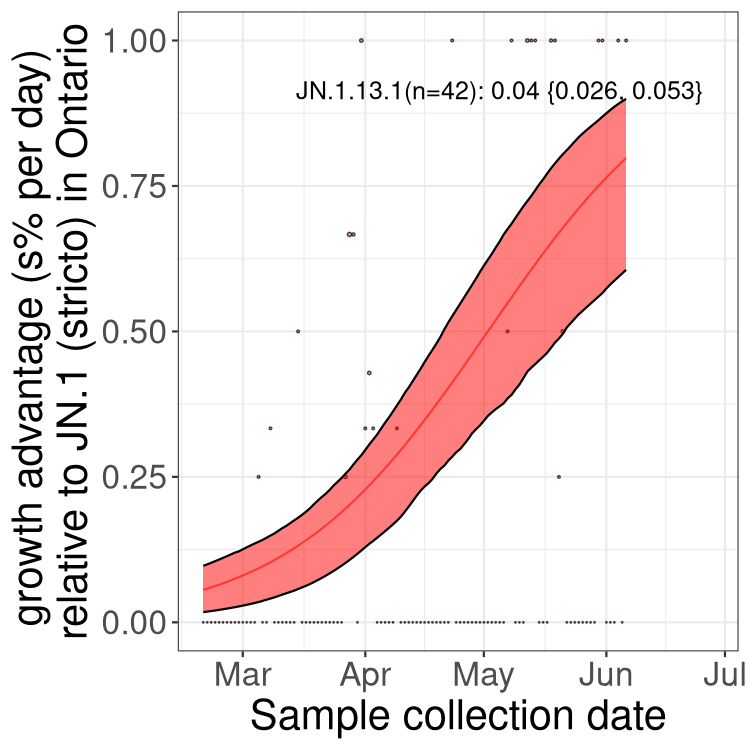 growth advantage (s% per day)
relative to JN.1 (stricto) in Ontario
1.00
0.75
0.50
0.25
0.00
JN.1.13.1(n=42): 0.04 {0.026, 0.053}
Mar Apr May Jun Jul
Sample collection date